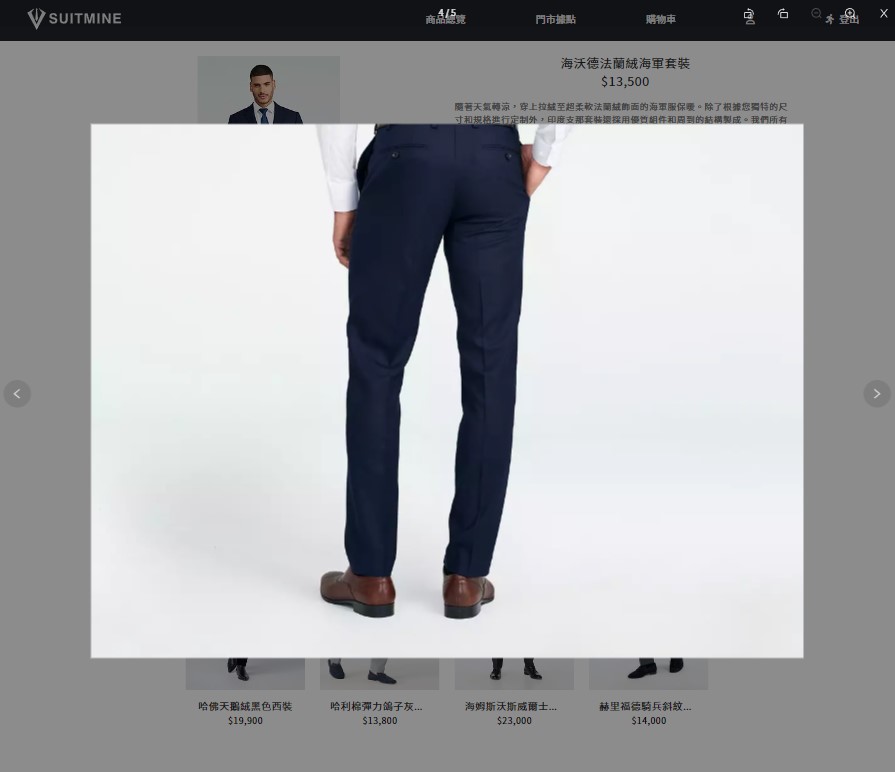 SUITMINE
商品總覽
4 / 5
門市據點
購物車
登出
海沃德法蘭絨海軍套裝
$13,500
隨著天氣轉涼，穿上拉絨至超柔軟法蘭絨飾面的海軍服保暖。除了根據您獨特的尺
寸和規格進行定制外，印度支那套裝還採用優質組件和周到的結構製成。我們所有
哈佛天鵝絨黑色西裝
$19,900
哈利棉彈力鴿子灰...
$13,800
海姆斯沃斯威爾士...
$23,000
赫里福德騎兵斜紋...
$14,000